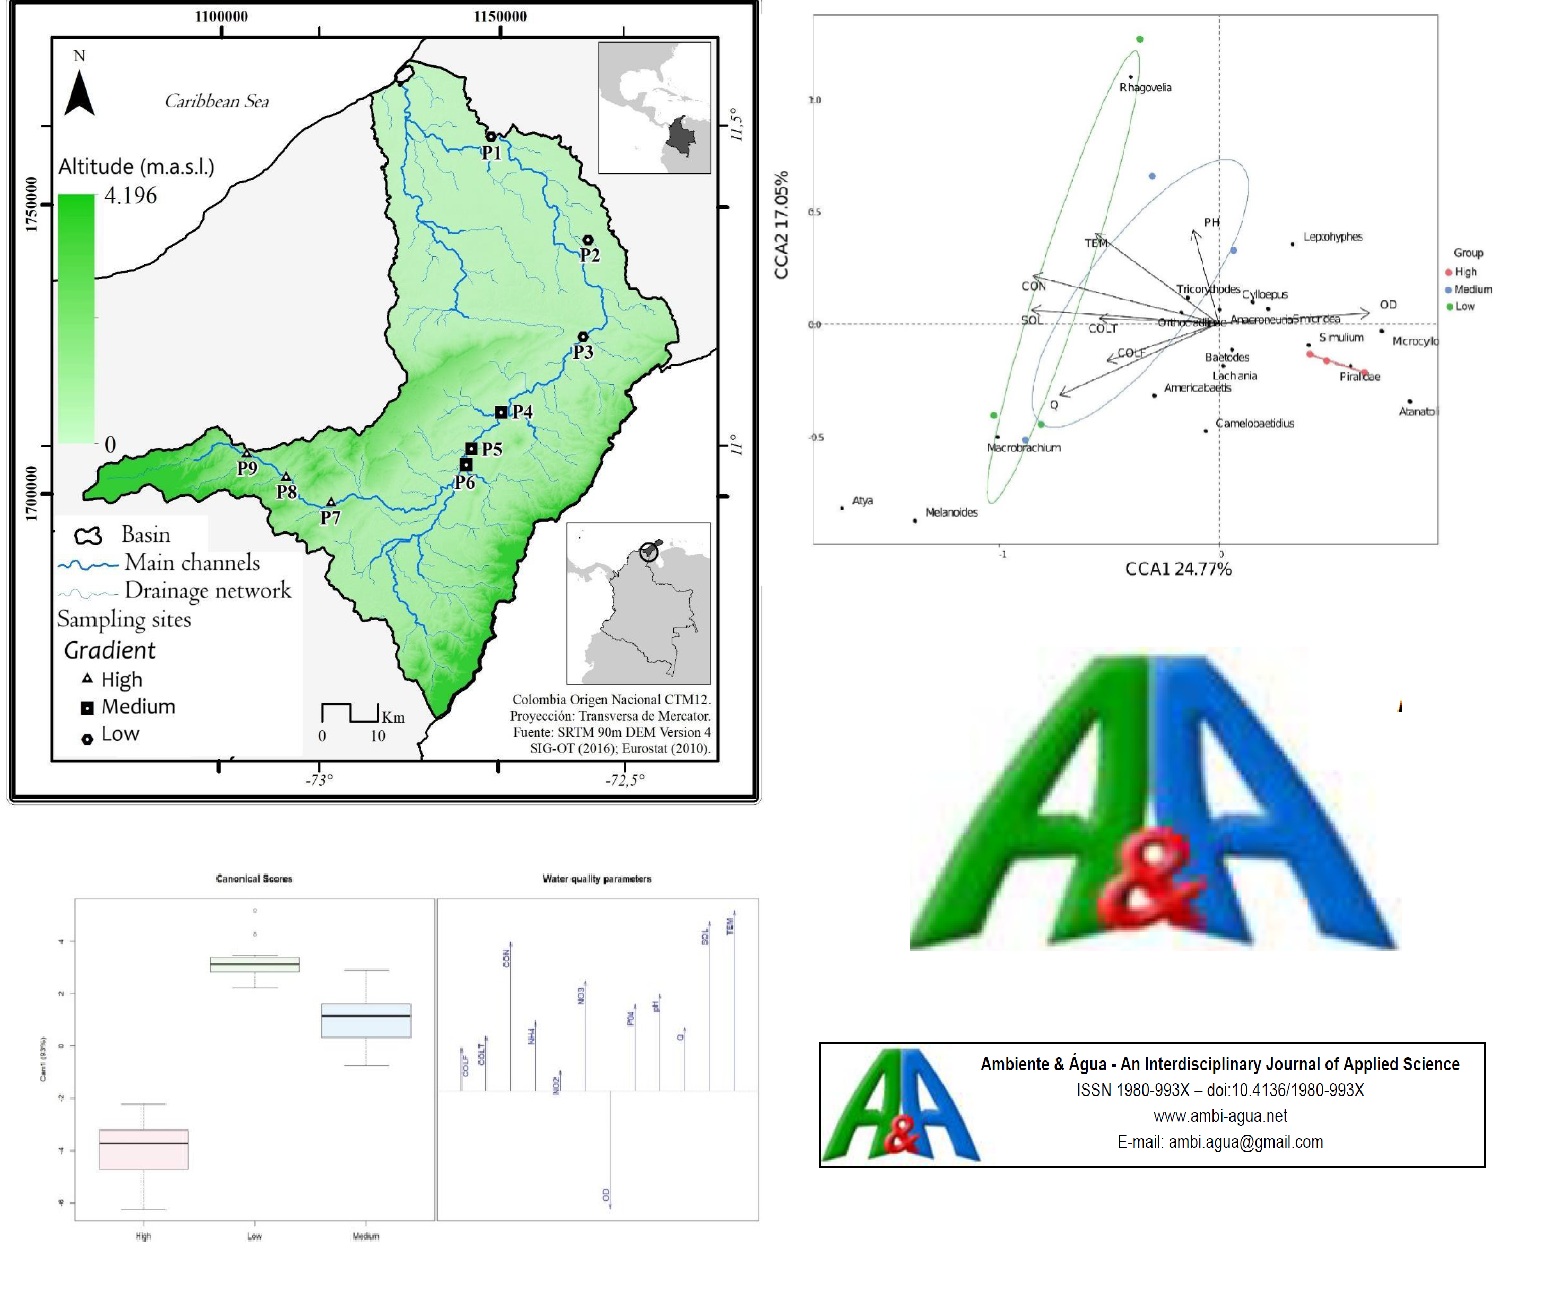 1100000
1150000
N
Caribbean Sea
11,5°
Altitude (m.a.s.l.)
4.196
0
1750000
1700000
11°
P1
P2
P3
P4
P5
P6
P7
P8
P9
Basin
Main channels
Drainage network
Sampling sites
Gradient
High
Medium
Low
Km
0 10
Colombia Origen Nacional CTM12.
Proyección: Transversa de Mercator.
Fuente: SRTM 90m DEM Version 4
SIG-OT (2016); Eurostat (2010).
-73°
-72,5°
CCA2 17.05%
1.0
0.5
0.0
-0.5
Rhagovelia
PH
TEM
Leptohyphes
CON
Tricorythodes
Cylloepus
OD
SOL
COLT
Anaeroneuria
Smicridea
Simulium
COLF
Baetodes
Lachania
Piralidae
Americabaetis
Q
Camelobaetidius
Macrobrachium
Atya
Melanoides
-1
0
CCA1 24.77%
Group
High
Medium
Low
A&A
Canonical Scores
Can1 (93%)
4
2
0
-2
-4
-6
High
Low
Medium
Water quality parameters
COLF
COLT
CON
NH4
NO2
NO3
OD
PO4
pH
Q
SOL
TEM
A&A
Ambiente & Água - An Interdisciplinary Journal of Applied Science
ISSN 1980-993X – doi:10.4136/1980-993X
www.ambi-agua.net
E-mail: ambi.agua@gmail.com